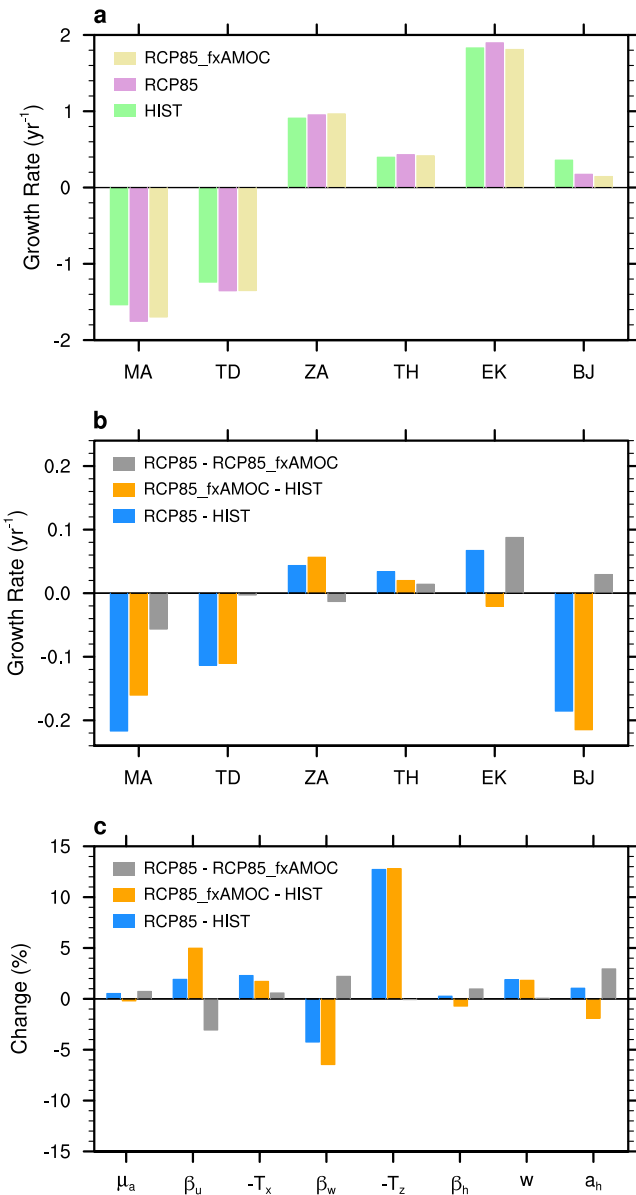 a
2
1
0
-1
-2
Growth Rate (yr⁻¹)
RCP85_fxAMOC
RCP85
HIST
MA TD ZA TH EK BJ
b
0.2
0.1
0.0
-0.1
-0.2
Growth Rate (yr⁻¹)
RCP85 - RCP85_fxAMOC
RCP85_fxAMOC - HIST
RCP85 - HIST
MA TD ZA TH EK BJ
c
15
10
5
0
-5
-10
-15
Change (%)
RCP85 - RCP85_fxAMOC
RCP85_fxAMOC - HIST
RCP85 - HIST
μₐ βᵤ -Tₓ β_w -T_z βₕ w aₕ